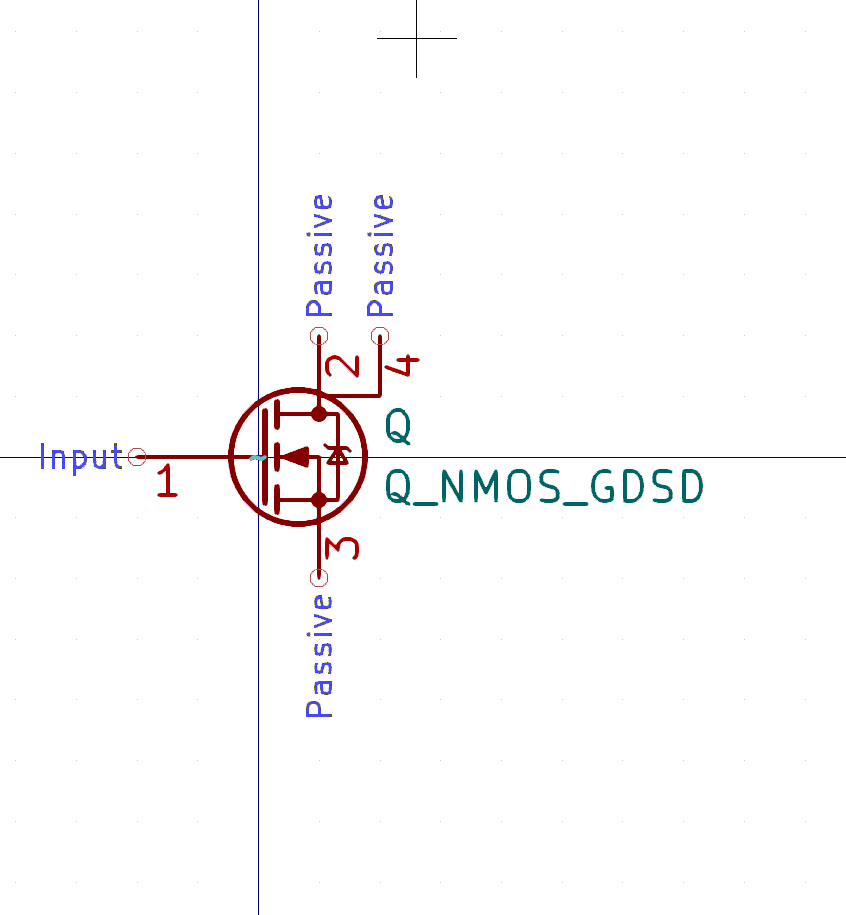 Passive
Passive
2
4
Q
Input
1
Q_NMOS_GDSD
3
Passive